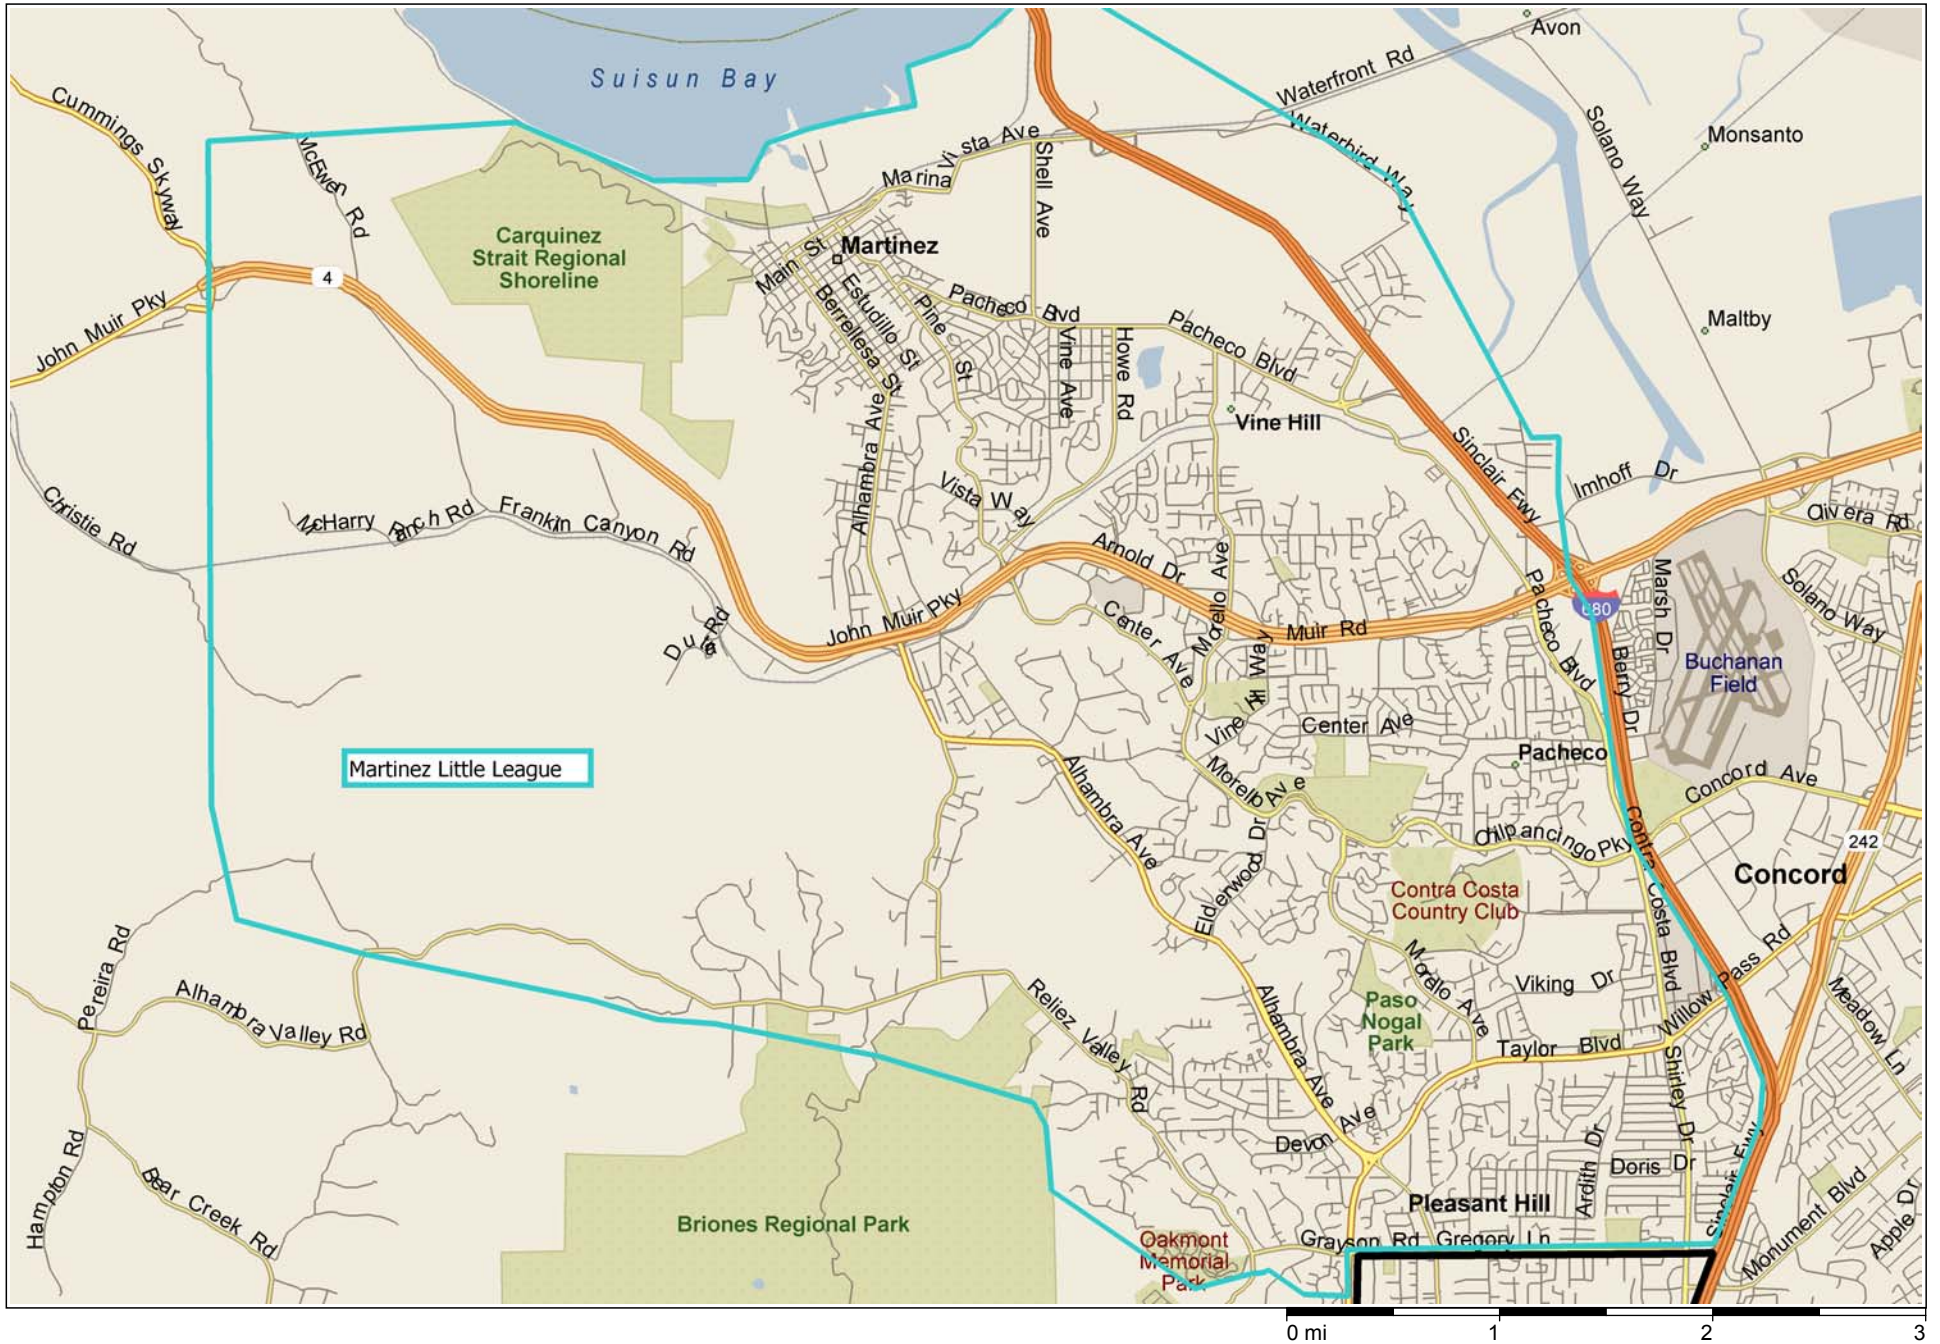 Suisun Bay
Avon
Waterfront Rd
Cummings Skyway
McEwen Rd
Waterbird Way
Solano Way
Monsanto
Marina Vista Ave
Shell Ave
Carquinez
Strait Regional
Shoreline
Martinez
Main St
4
John Muir Pky
Estudillo St
Berrellesa St
Pine St
Pacheco Blvd
Vine Ave
Howe Rd
Pacheco Blvd
Maltby
Vine Hill
Alhambra Ave
Sinclair Fwy
Imhoff Dr
Christie Rd
McHarry Ranch Rd
Frankin Canyon Rd
Vista Way
Arnold Dr
Morello Ave
Olivera Rd
Marsh Dr
Solano Way
680
Pacheco Blvd
Center Ave
John Muir Pky
Muir Rd
Vine Hill Way
Berry Dr
Buchanan
Field
Center Ave
Pacheco
Martinez Little League
Morello Ave
Alhambra Ave
Concord Ave
Chilpancingo Pky
Contra Costa Blvd
242
Elderwood Dr
Contra Costa
Country Club
Concord
Pereira Rd
Alhambra Valley Rd
Reliez Valley Rd
Alhambra Ave
Morello Ave
Viking Dr
Willow Pass Rd
Paso
Nogal
Park
Taylor Blvd
Meadow Ln
Shirley Dr
Devon Ave
Ardith Dr
Doris Dr
Sinclair Fwy
Hampton Rd
Bear Creek Rd
Briones Regional Park
Pleasant Hill
Oakmont
Memorial
Park
Grayson Rd
Gregory Ln
Monument Blvd
Apple Dr
0 mi 1 2 3